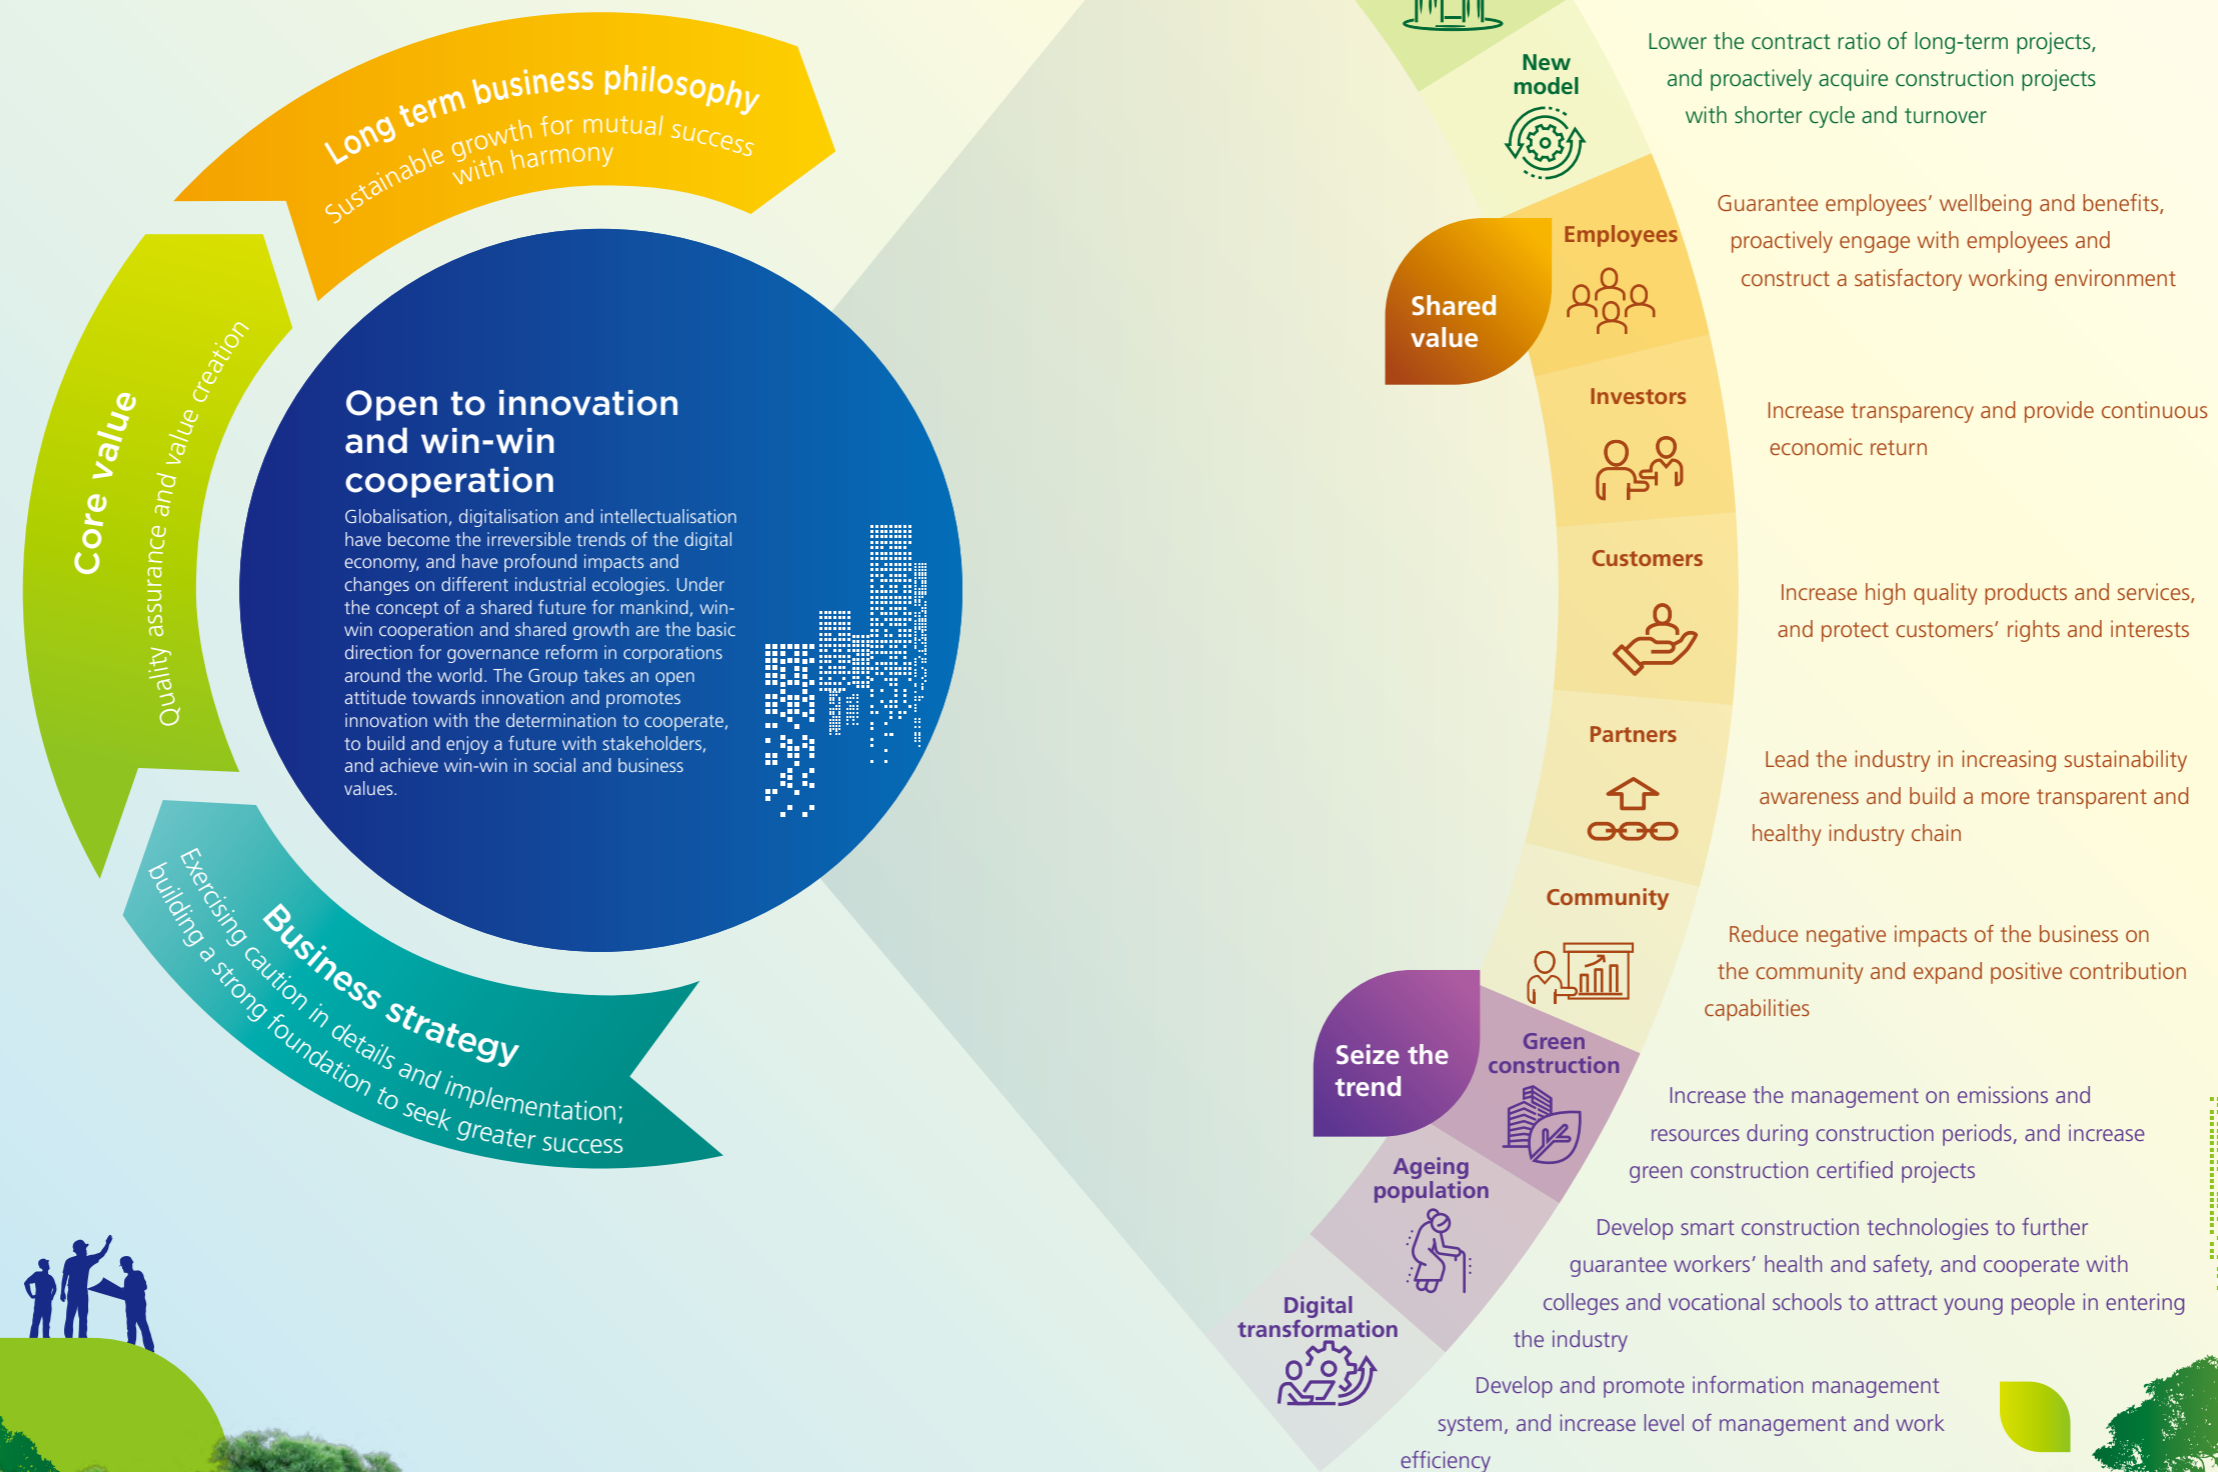 Long term business philosophy
Sustainable growth for mutual success
with harmony
Core value
Quality assurance and value creation
Business strategy
Exercising caution in details and implementation;
building a strong foundation to seek greater success
Open to innovation
and win-win
cooperation
Globalisation, digitalisation and intellectualisation
have become the irreversible trends of the digital
economy, and have profound impacts and
changes on different industrial ecologies. Under
the concept of a shared future for mankind, win-
win cooperation and shared growth are the basic
direction for governance reform in corporations
around the world. The Group takes an open
attitude towards innovation and promotes
innovation with the determination to cooperate,
to build and enjoy a future with stakeholders,
and achieve win-win in social and business
values.
New
model
Lower the contract ratio of long-term projects,
and proactively acquire construction projects
with shorter cycle and turnover
Shared
value
Employees
Guarantee employees’ wellbeing and benefits,
proactively engage with employees and
construct a satisfactory working environment
Investors
Increase transparency and provide continuous
economic return
Customers
Increase high quality products and services,
and protect customers’ rights and interests
Partners
Lead the industry in increasing sustainability
awareness and build a more transparent and
healthy industry chain
Community
Reduce negative impacts of the business on
the community and expand positive contribution
capabilities
Seize the
trend
Green
construction
Increase the management on emissions and
resources during construction periods, and increase
green construction certified projects
Ageing
population
Develop smart construction technologies to further
guarantee workers’ health and safety, and cooperate with
colleges and vocational schools to attract young people in entering
the industry
Digital
transformation
Develop and promote information management
system, and increase level of management and work
efficiency